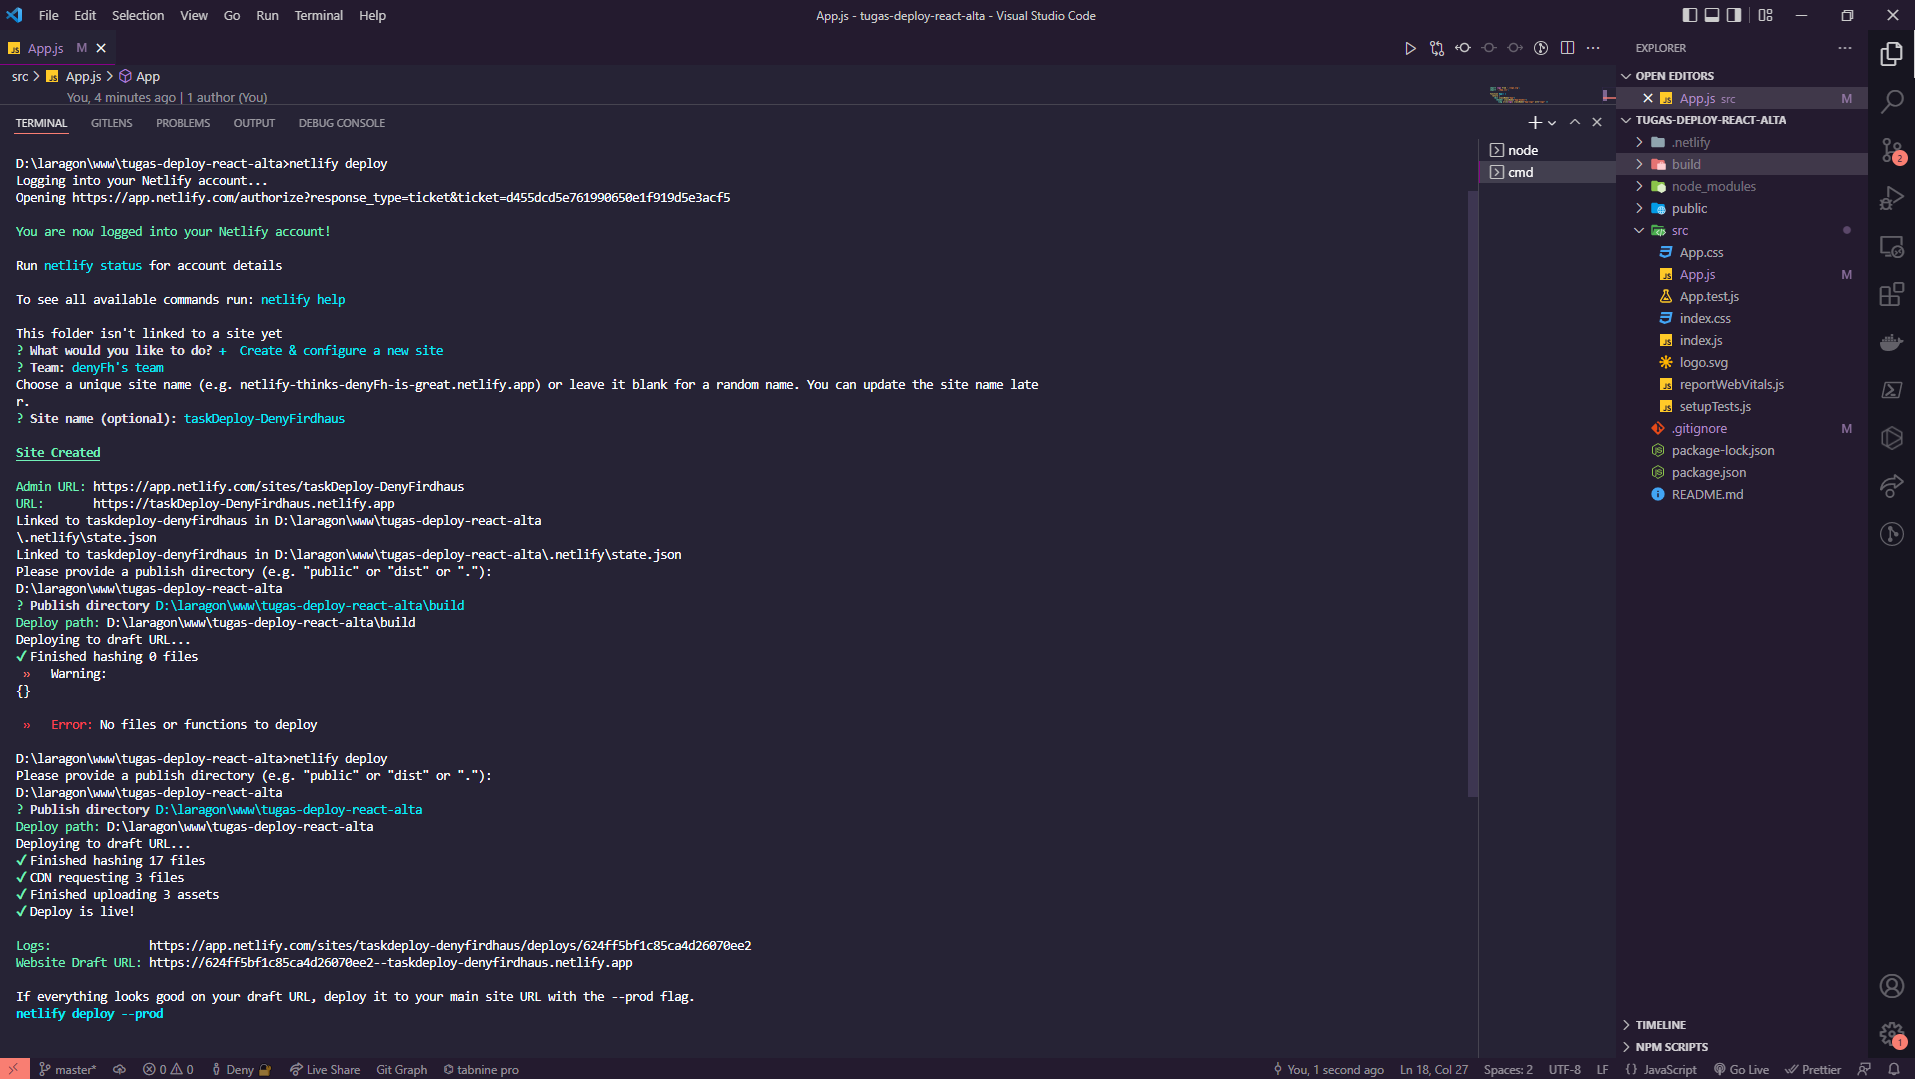 File Edit Selection View Go Run Terminal Help
App.js - tugas-deploy-react-alta - Visual Studio Code
App.js M
src > App.js > App
You, 4 minutes ago | 1 author (You)
TERMINAL GITLENS PROBLEMS OUTPUT DEBUG CONSOLE
D:\laragon\www\tugas-deploy-react-alta>netlify deploy
Logging into your Netlify account...
Opening https://app.netlify.com/authorize?response_type=ticket&ticket=d455dcd5e761990650e1f919d5e3acf5
You are now logged into your Netlify account!
Run netlify status for account details
To see all available commands run: netlify help
This folder isn't linked to a site yet
? What would you like to do? + Create & configure a new site
? Team: denyFh's team
Choose a unique site name (e.g. netlify-thinks-denyFh-is-great.netlify.app) or leave it blank for a random name. You can update the site name late
r.
? Site name (optional): taskDeploy-DenyFirdhaus
Site Created
Admin URL: https://app.netlify.com/sites/taskDeploy-DenyFirdhaus
URL: https://taskDeploy-DenyFirdhaus.netlify.app
Linked to taskdeploy-denyfirdhaus in D:\laragon\www\tugas-deploy-react-alta
\.netlify\state.json
Linked to taskdeploy-denyfirdhaus in D:\laragon\www\tugas-deploy-react-alta\.netlify\state.json
Please provide a publish directory (e.g. "public" or "dist" or "."):
D:\laragon\www\tugas-deploy-react-alta
? Publish directory D:\laragon\www\tugas-deploy-react-alta\build
Deploy path: D:\laragon\www\tugas-deploy-react-alta\build
Deploying to draft URL...
✓ Finished hashing 0 files
» Warning:
{}
» Error: No files or functions to deploy
D:\laragon\www\tugas-deploy-react-alta>netlify deploy
Please provide a publish directory (e.g. "public" or "dist" or "."):
D:\laragon\www\tugas-deploy-react-alta
? Publish directory D:\laragon\www\tugas-deploy-react-alta
Deploy path: D:\laragon\www\tugas-deploy-react-alta
Deploying to draft URL...
✓ Finished hashing 17 files
✓ CDN requesting 3 files
✓ Finished uploading 3 assets
✓ Deploy is live!
Logs: https://app.netlify.com/sites/taskdeploy-denyfirdhaus/deploys/624ff5bf1c85ca4d26070ee2
Website Draft URL: https://624ff5bf1c85ca4d26070ee2--taskdeploy-denyfirdhaus.netlify.app
If everything looks good on your draft URL, deploy it to your main site URL with the --prod flag.
netlify deploy --prod
node
cmd
EXPLORER
OPEN EDITORS
App.js src M
TUGAS-DEPLOY-REACT-ALTA
.netlify
build
node_modules
public
src
App.css
App.js M
App.test.js
index.css
index.js
logo.svg
reportWebVitals.js
setupTests.js
.gitignore M
package-lock.json
package.json
README.md
TIMELINE
NPM SCRIPTS
2
1
master* 0 0 Deny Live Share Git Graph tabnine pro
You, 1 second ago Ln 18, Col 27 Spaces: 2 UTF-8 LF {} JavaScript Go Live Prettier